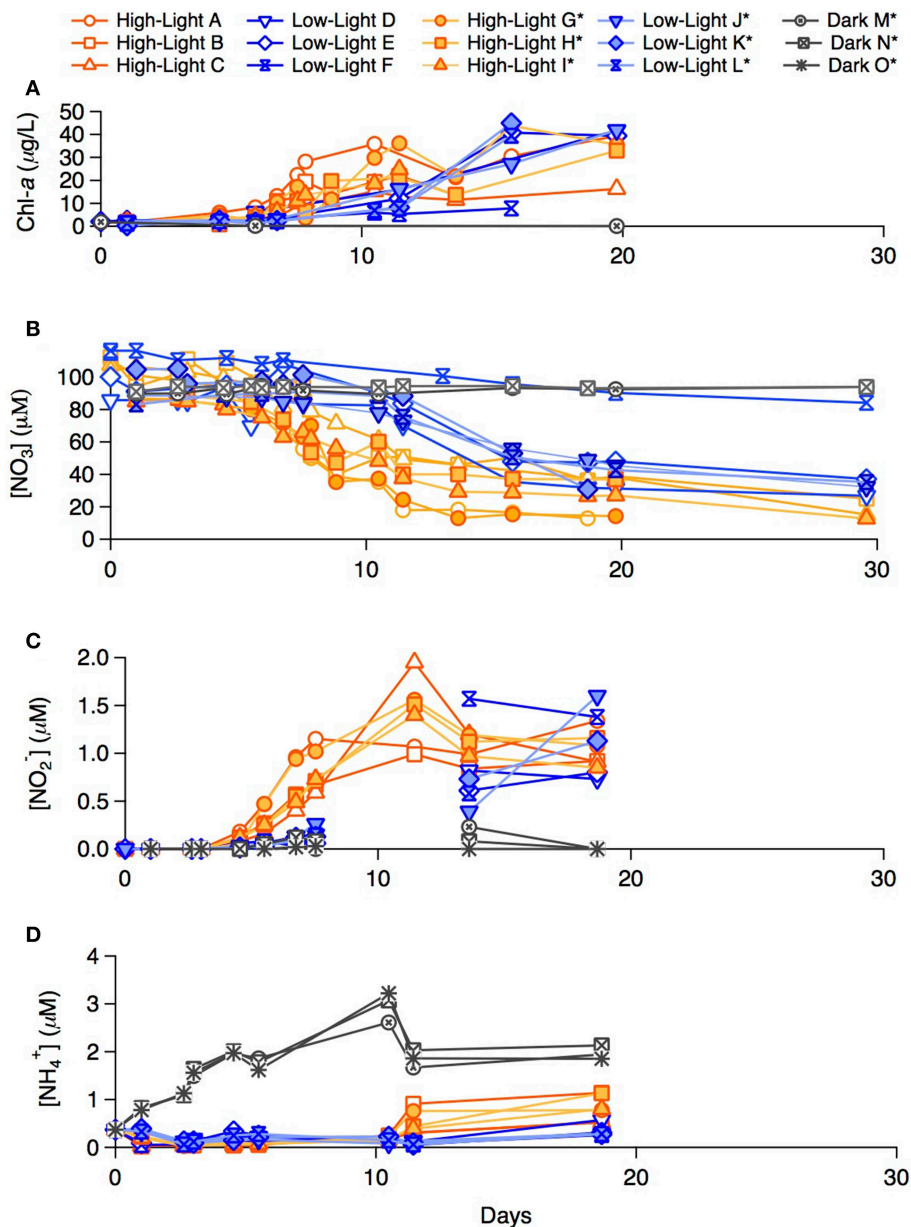 High-Light A Low-Light D High-Light G* Low-Light J* Dark M*
High-Light B Low-Light E High-Light H* Low-Light K* Dark N*
High-Light C Low-Light F High-Light I* Low-Light L* Dark O*
A
Chl-a (µg/L)
50
40
30
20
10
0
0 10 20 30
B
[NO3] (µM)
100
80
60
40
20
0
0 10 20 30
C
[NO2-] (µM)
2.0
1.5
1.0
0.5
0.0
0 10 20 30
D
[NH4+] (µM)
4
3
2
1
0
0 10 20 30
Days